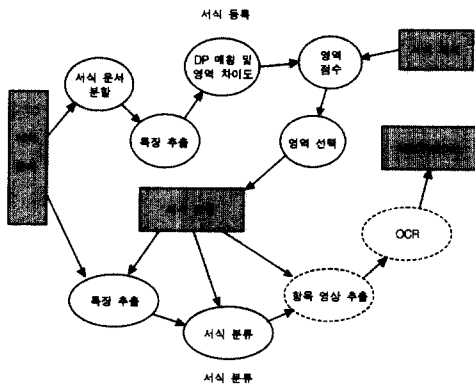 서식 등록
DP 매칭 및
영역 차이도
영역
점수
서식 문서
분할
특장 추출
영역 선택
OCR
특장 추출
항목 영상 추출
서식 분류
서식 분류